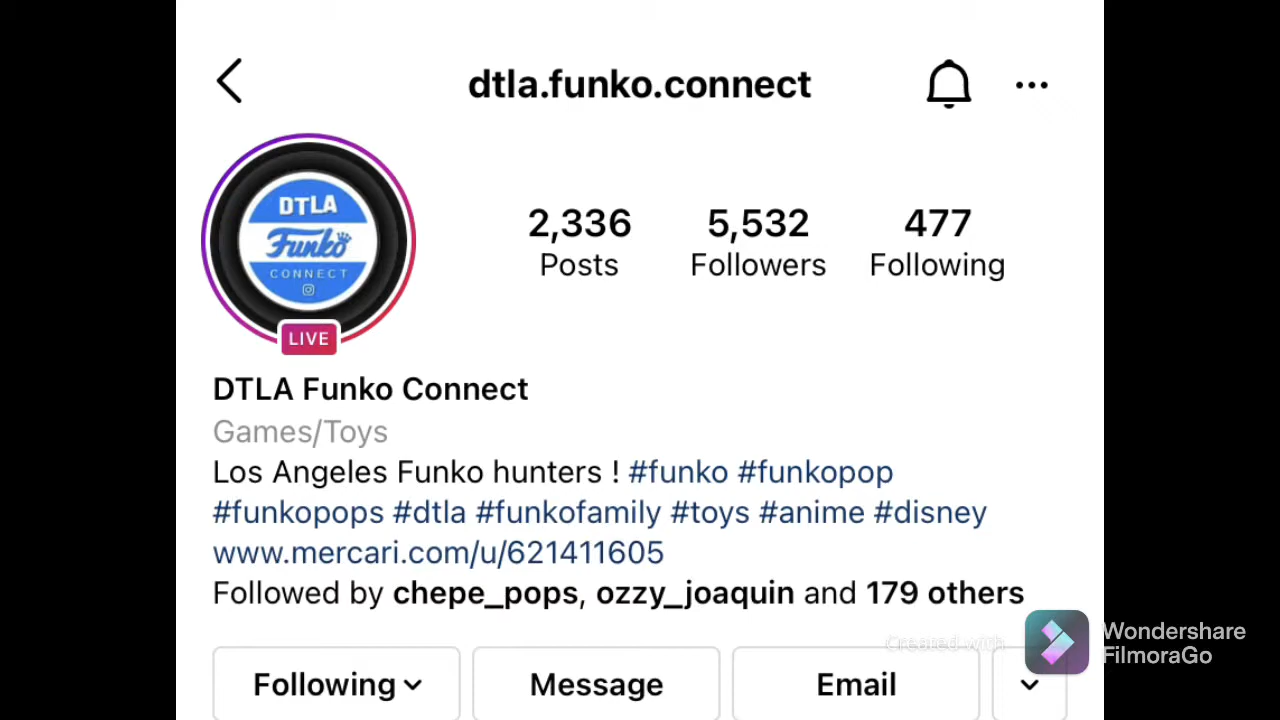 dtla.funko.connect
DTLA
Funko
CONNECT
LIVE
2,336 5,532 477
Posts Followers Following
DTLA Funko Connect
Games/Toys
Los Angeles Funko hunters ! #funko #funkopop
#funkopops #dtla #funkofamily #toys #anime #disney
www.mercari.com/u/621411605
Followed by chepe_pops, ozzy_joaquin and 179 others
Created with
Wondershare
FilmoraGo
Following Message Email